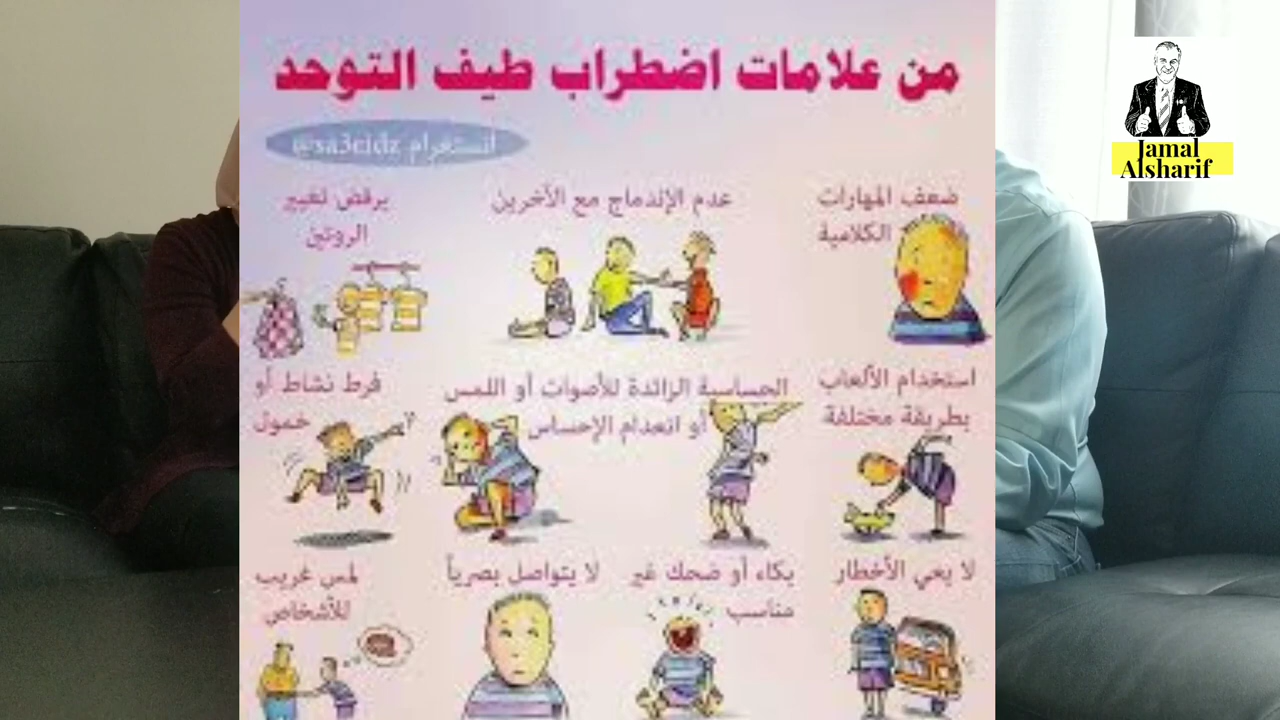 من علامات اضطراب طيف التوحد
أنستغرام @sa3eidz
ضعف المهارات
الكلامية
عدم الإندماج مع الآخرين
يرفض تغيير
الروتين
استخدام الألعاب
بطريقة مختلفة
الحساسية الزائدة للأصوات أو اللمس
أو انعدام الإحساس
فرط نشاط أو
خمول
لا يعي الأخطار
بكاء أو ضحك غير
مناسب
لا يتواصل بصرياً
لمس غريب
للأشخاص
Jamal
Alsharif